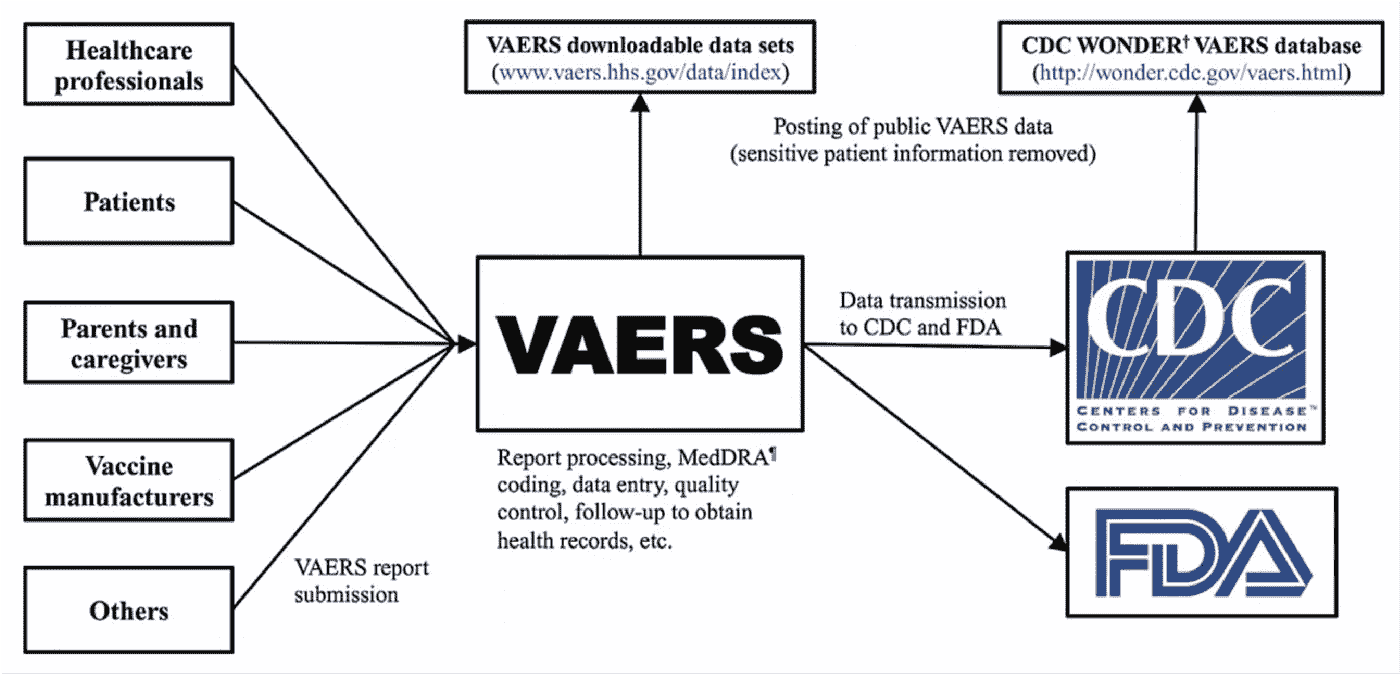 Healthcare
professionals
Patients
Parents and
caregivers
Vaccine
manufacturers
Others
VAERS report
submission
VAERS downloadable data sets
(www.vaers.hhs.gov/data/index)
CDC WONDER† VAERS database
(http://wonder.cdc.gov/vaers.html)
Posting of public VAERS data
(sensitive patient information removed)
VAERS
Report processing, MedDRA¶
coding, data entry, quality
control, follow-up to obtain
health records, etc.
Data transmission
to CDC and FDA
CDC
CENTERS FOR DISEASE™
CONTROL AND PREVENTION
FDA